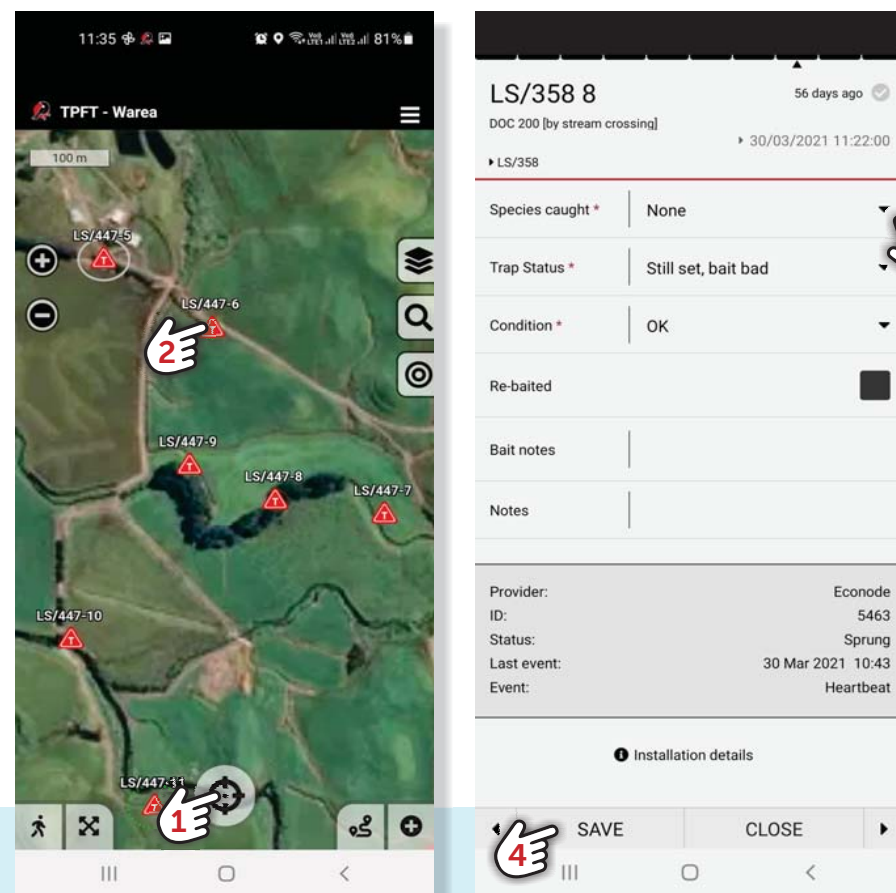 11:35
81%
TPFT - Warea
100 m
LS/447-5
LS/447-6
2
LS/447-9
LS/447-8
LS/447-7
LS/447-10
LS/447-11
1
LS/358 8
56 days ago
DOC 200 [by stream crossing]
30/03/2021 11:22:00
LS/358
Species caught * None
Trap Status * Still set, bait bad
Condition * OK
Re-baited
Bait notes
Notes
Provider: Econode
ID: 5463
Status: Sprung
Last event: 30 Mar 2021 10:43
Event: Heartbeat
Installation details
SAVE CLOSE
4